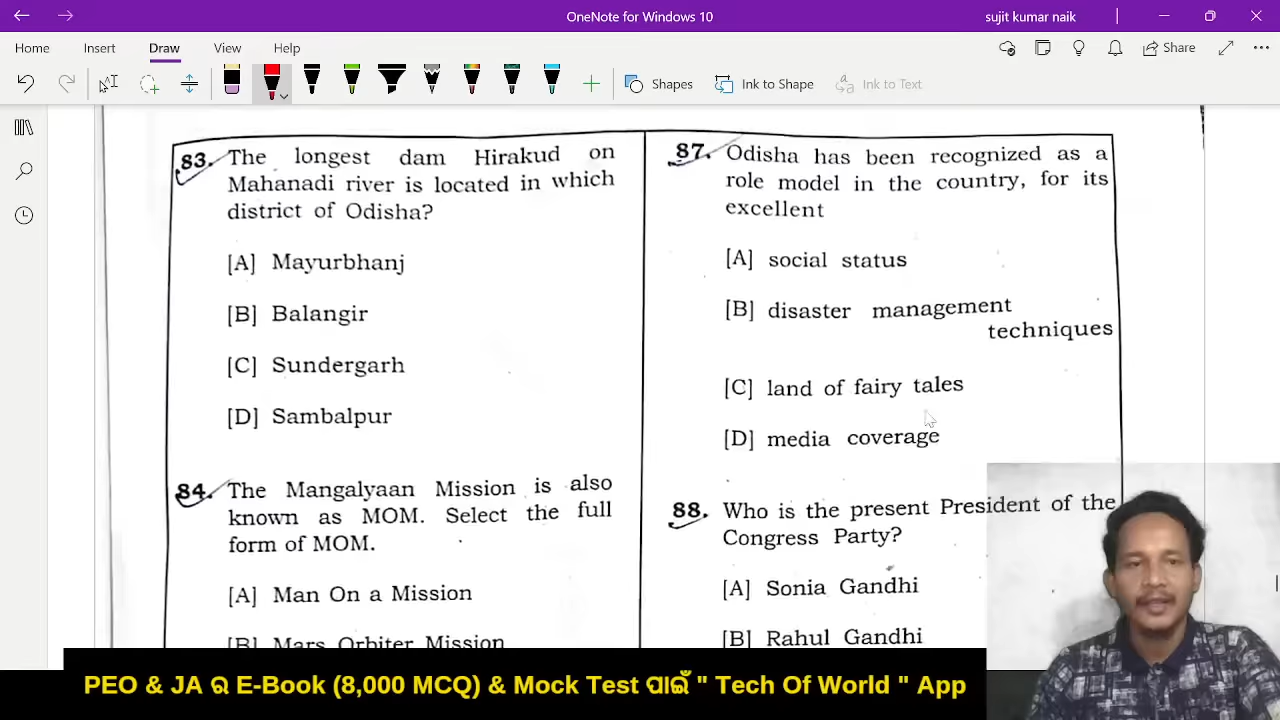 OneNote for Windows 10
sujit kumar naik
Home Insert Draw View Help
Share
Shapes
Ink to Shape
Ink to Text
83. The longest dam Hirakud on
Mahanadi river is located in which
district of Odisha?
[A] Mayurbhanj
[B] Balangir
[C] Sundergarh
[D] Sambalpur
84. The Mangalyaan Mission is also
known as MOM. Select the full
form of MOM.
[A] Man On a Mission
[B] Mars Orbiter Mission
87. Odisha has been recognized as a
role model in the country, for its
excellent
[A] social status
[B] disaster management
techniques
[C] land of fairy tales
[D] media coverage
88. Who is the present President of the
Congress Party?
[A] Sonia Gandhi
[B] Rahul Gandhi
PEO & JA ର E-Book (8,000 MCQ) & Mock Test ପାଇଁ " Tech Of World " App